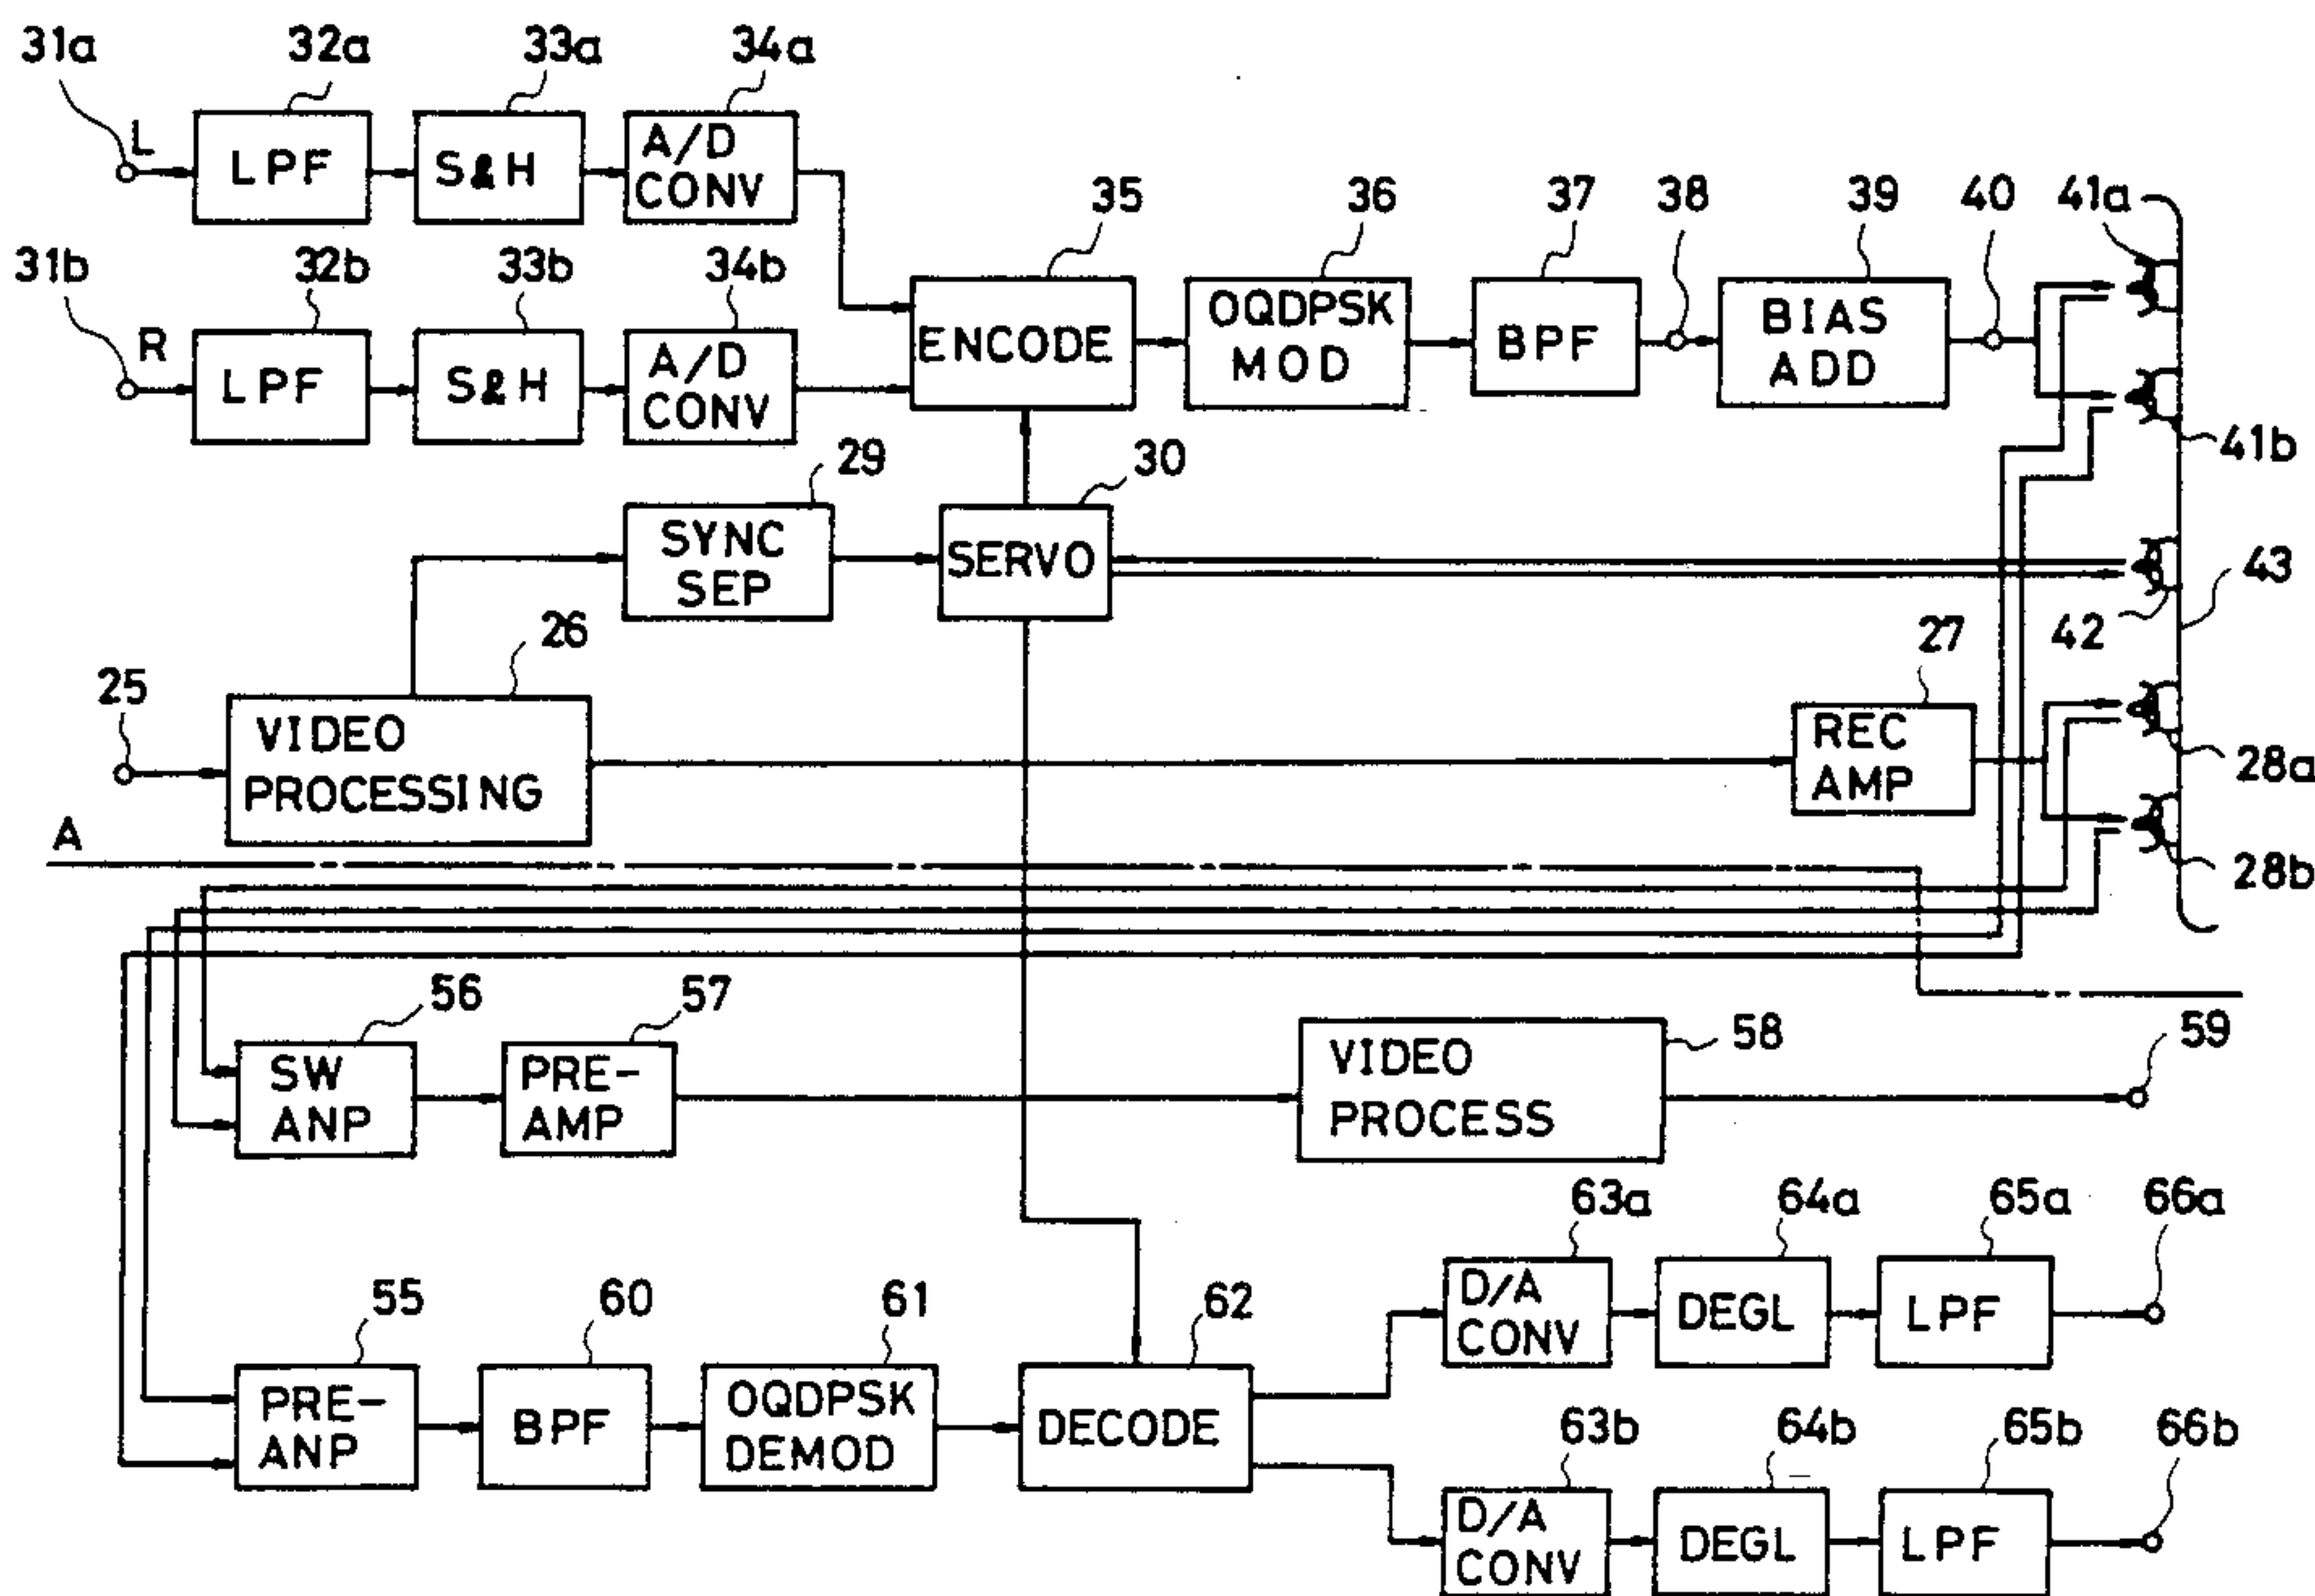 31a 32a 33a 34a
L
LPF S&H A/D CONV
31b 32b 33b 34b
R
LPF S&H A/D CONV
35 36 37 38 39 40 41a
ENCODE OQDPSK MOD BPF BIAS ADD
41b
29 30
SYNC SEP SERVO
43
42
25 26 27
VIDEO PROCESSING REC AMP
28a
A
28b
56 57 58 59
SW ANP PRE-AMP VIDEO PROCESS
63a 64a 65a 66a
D/A CONV DEGL LPF
55 60 61 62
PRE-ANP BPF OQDPSK DEMOD DECODE
63b 64b 65b 66b
D/A CONV DEGL LPF